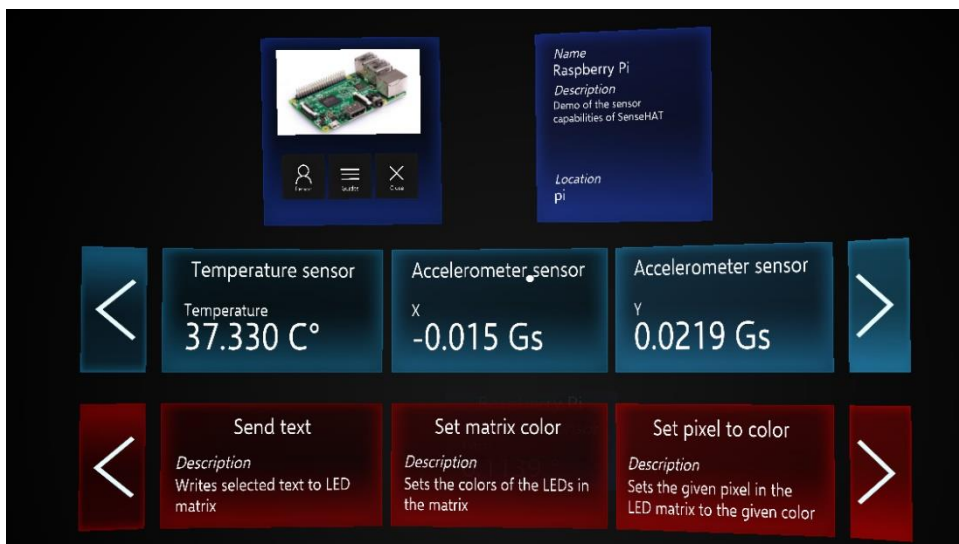 Name
Raspberry Pi
Description
Demo of the sensor
capabilities of SenseHAT
Location
pi
Close
Temperature sensor
Temperature
37.330 C°
Accelerometer sensor
X
-0.015 Gs
Accelerometer sensor
Y
0.0219 Gs
Send text
Description
Writes selected text to LED
matrix
Set matrix color
Description
Sets the colors of the LEDs in
the matrix
Set pixel to color
Description
Sets the given pixel in the
LED matrix to the given color